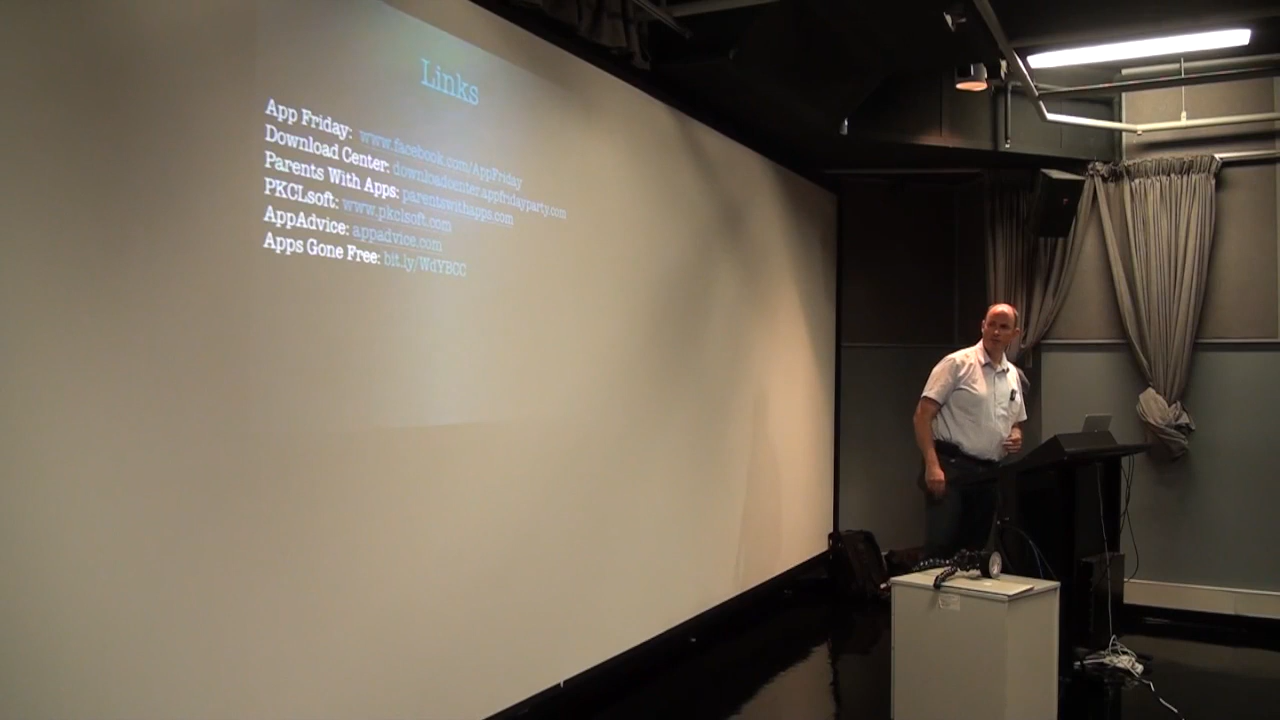 Links
App Friday: www.facebook.com/AppFriday
Download Center: downloadcenter.appfridayparty.com
Parents With Apps: parentswithapps.com
PKCLsoft: www.pkclsoft.com
AppAdvice: appadvice.com
Apps Gone Free: bit.ly/WdYBCC